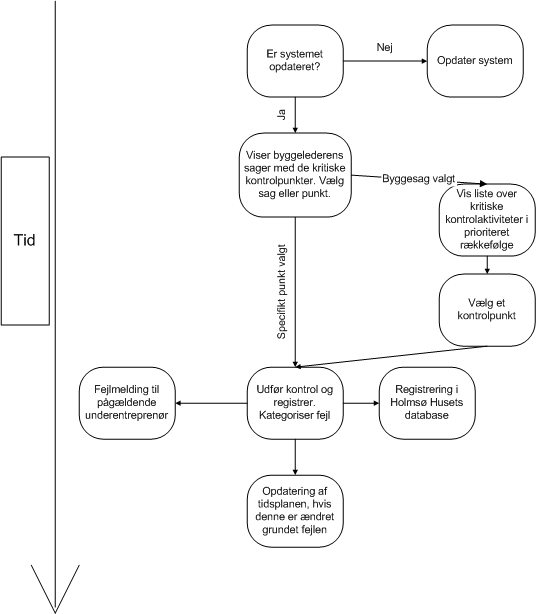 Er systemet
opdateret?
Nej
Opdater system
Ja
Viser byggelederens
sager med de kritiske
kontrolpunkter. Vælg
sag eller punkt.
Byggesag valgt
Vis liste over
kritiske
kontrolaktiviteter i
prioriteret
rækkefølge
Tid
Specifikt punkt valgt
Vælg et
kontrolpunkt
Fejlmelding til
pågældende
underentreprenør
Udfør kontrol og
registrer.
Kategoriser fejl
Registrering i
Holmsø Husets
database
Opdatering af
tidsplanen, hvis
denne er ændret
grundet fejlen